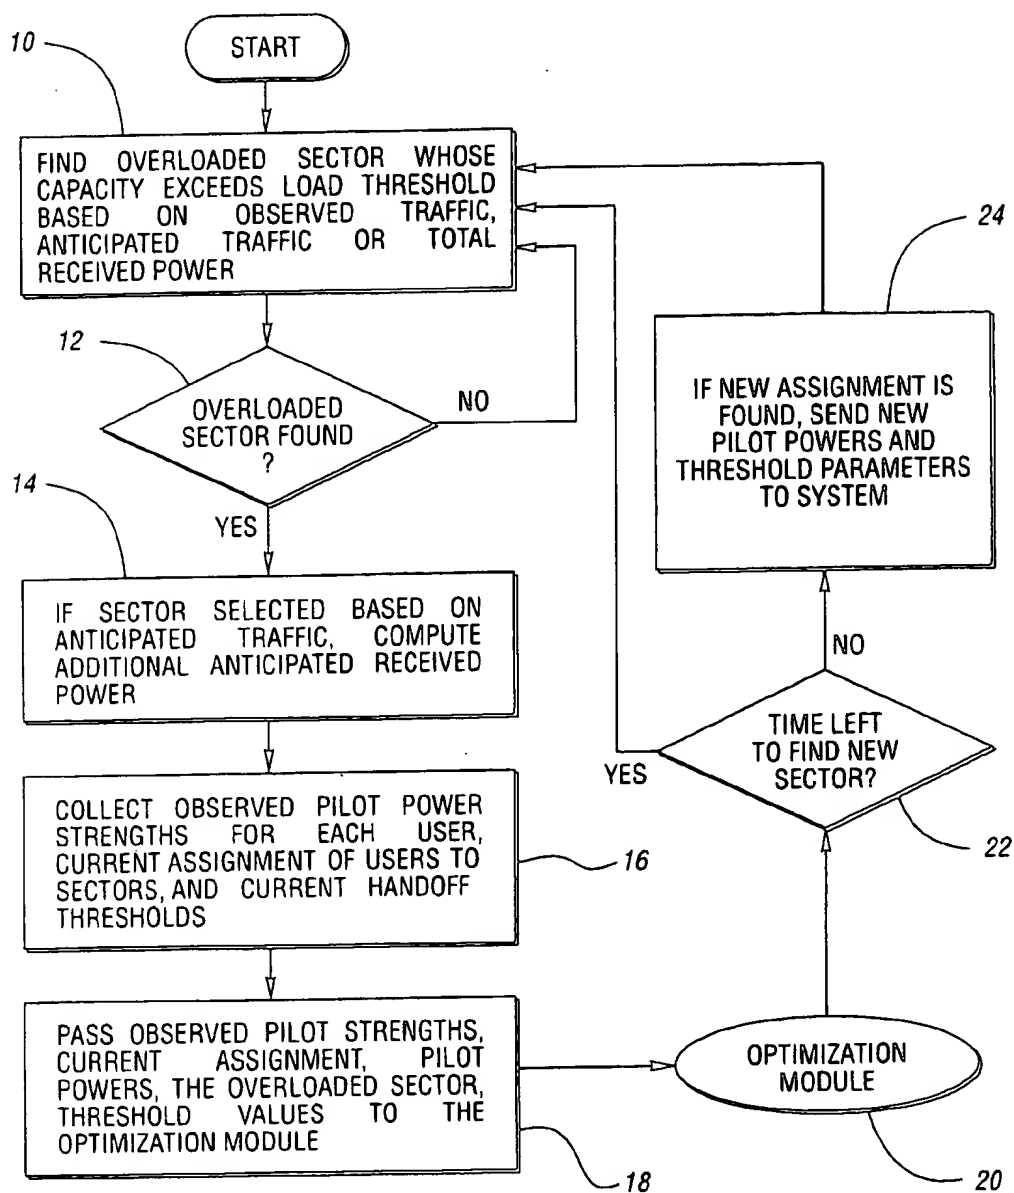 10
START
FIND OVERLOADED SECTOR WHOSE
CAPACITY EXCEEDS LOAD THRESHOLD
BASED ON OBSERVED TRAFFIC,
ANTICIPATED TRAFFIC OR TOTAL
RECEIVED POWER
12
OVERLOADED
SECTOR FOUND
?
NO
YES
14
IF SECTOR SELECTED BASED ON
ANTICIPATED TRAFFIC, COMPUTE
ADDITIONAL ANTICIPATED RECEIVED
POWER
COLLECT OBSERVED PILOT POWER
STRENGTHS FOR EACH USER,
CURRENT ASSIGNMENT OF USERS TO
SECTORS, AND CURRENT HANDOFF
THRESHOLDS
16
PASS OBSERVED PILOT STRENGTHS,
CURRENT ASSIGNMENT, PILOT
POWERS, THE OVERLOADED SECTOR,
THRESHOLD VALUES TO THE
OPTIMIZATION MODULE
18
OPTIMIZATION
MODULE
20
TIME LEFT
TO FIND NEW
SECTOR?
22
YES
NO
IF NEW ASSIGNMENT IS
FOUND, SEND NEW
PILOT POWERS AND
THRESHOLD PARAMETERS
TO SYSTEM
24